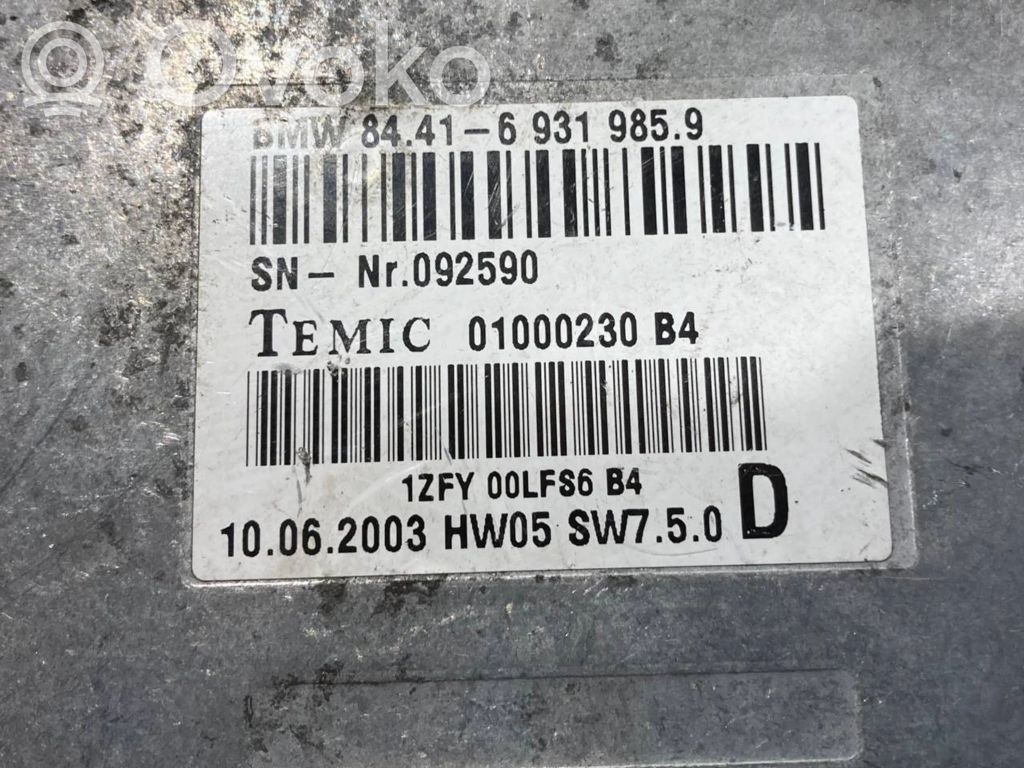 Ovoko
BMW 84.41-6 931 985.9
SN- Nr.092590
TEMIC 01000230 B4
1ZFY 00LFS6 B4
10.06.2003 HW05 SW7.5.0 D